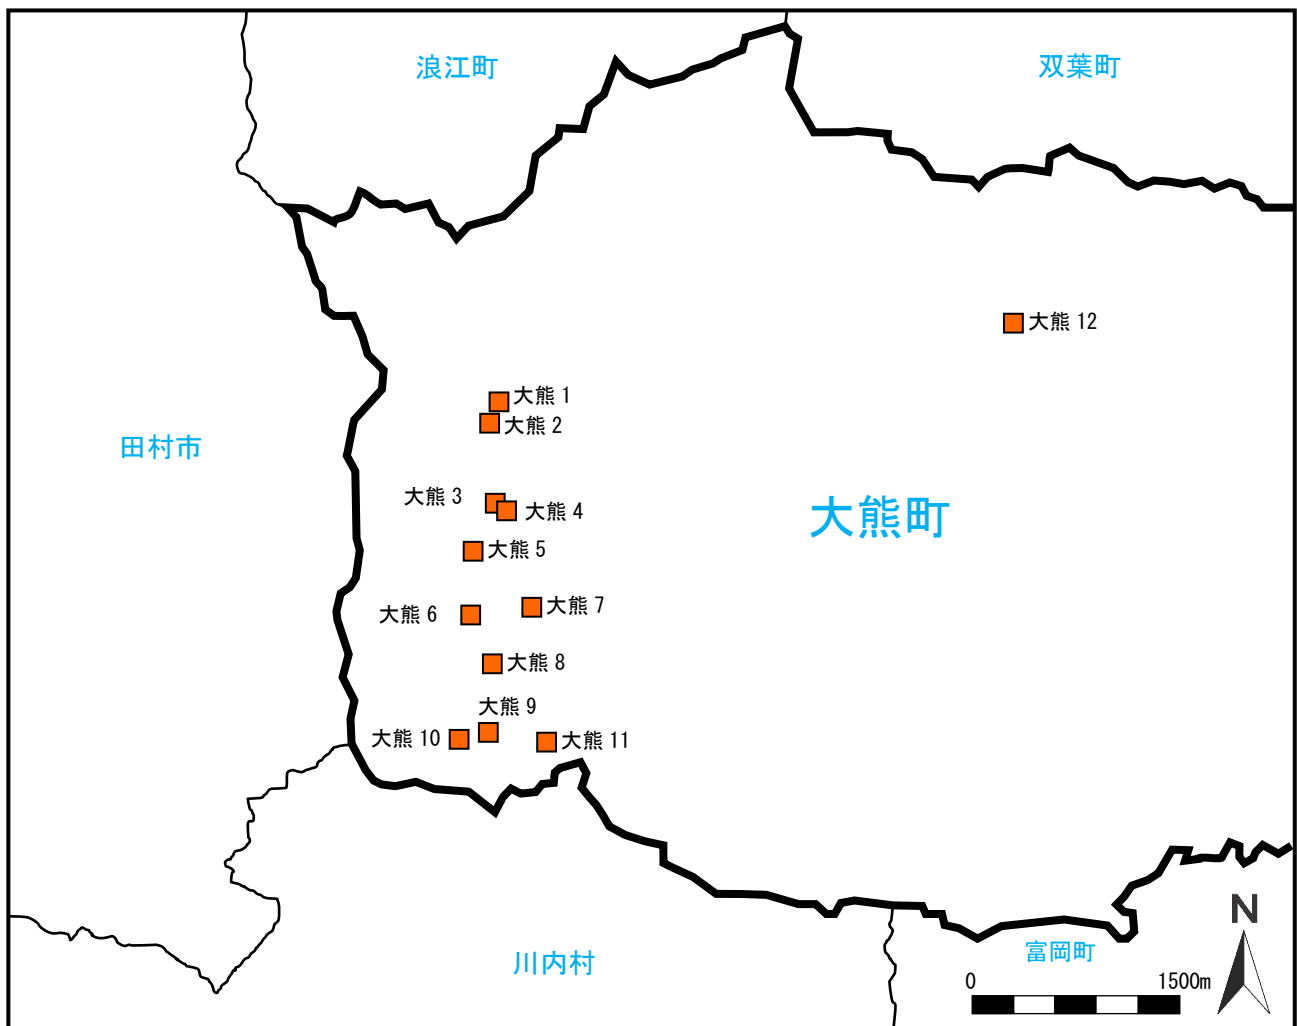 浪江町
双葉町
大熊 12
大熊 1
大熊 2
田村市
大熊 3
大熊 4
大熊町
大熊 5
大熊 7
大熊 6
大熊 8
大熊 9
大熊 10
大熊 11
N
川内村
富岡町
0 1500m